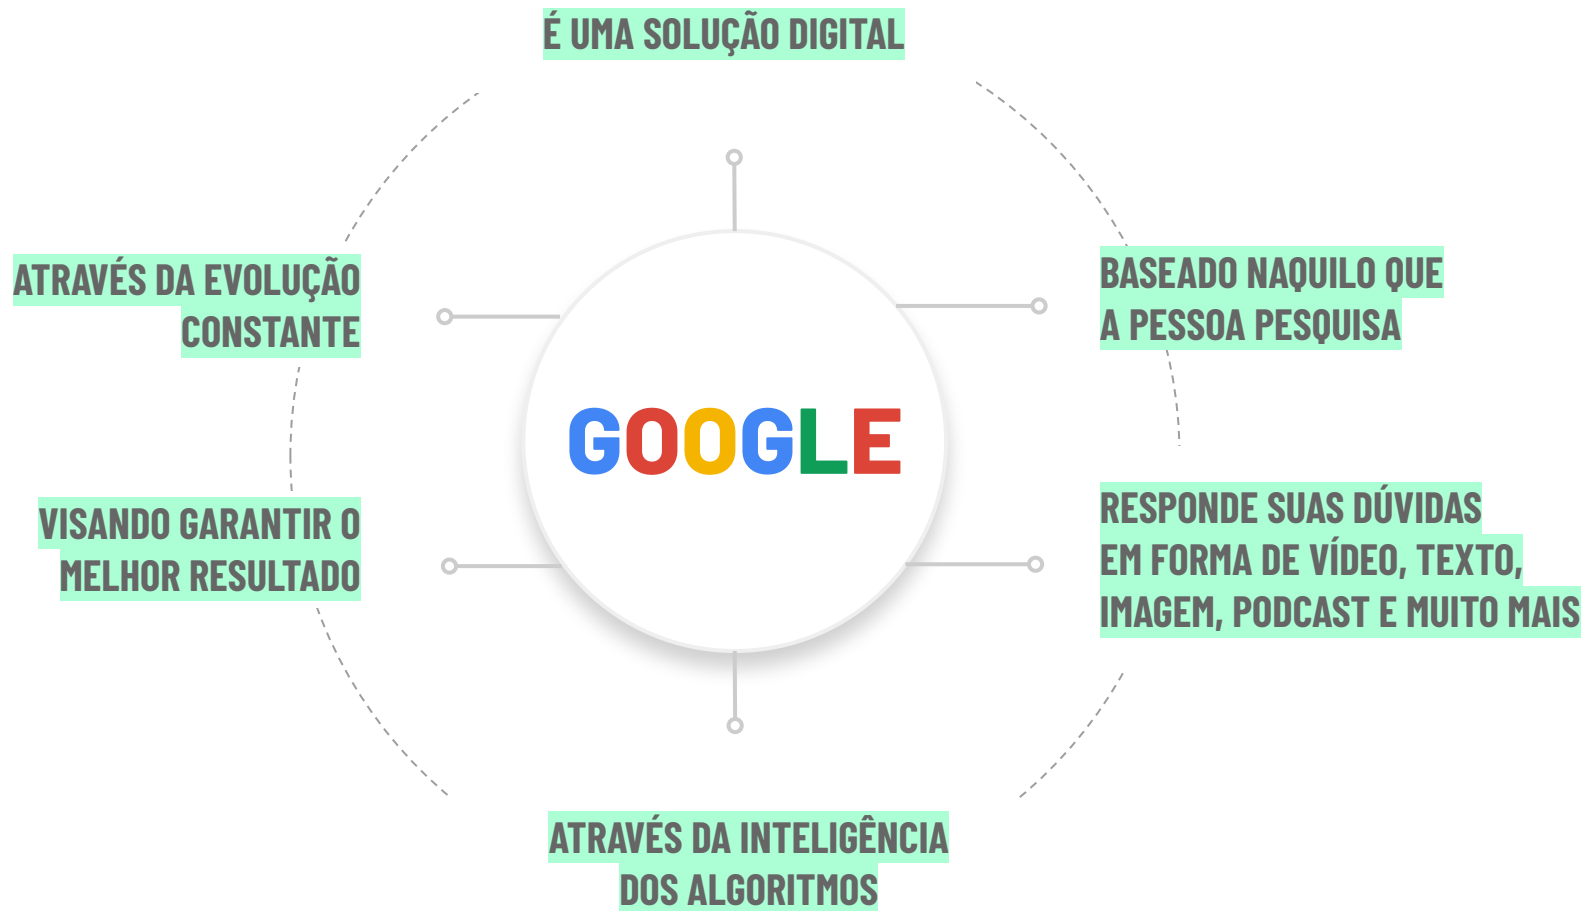 É UMA SOLUÇÃO DIGITAL
BASEADO NAQUILO QUE
A PESSOA PESQUISA
RESPONDE SUAS DÚVIDAS
EM FORMA DE VÍDEO, TEXTO,
IMAGEM, PODCAST E MUITO MAIS
ATRAVÉS DA INTELIGÊNCIA
DOS ALGORITMOS
VISANDO GARANTIR O
MELHOR RESULTADO
ATRAVÉS DA EVOLUÇÃO
CONSTANTE
GOOGLE